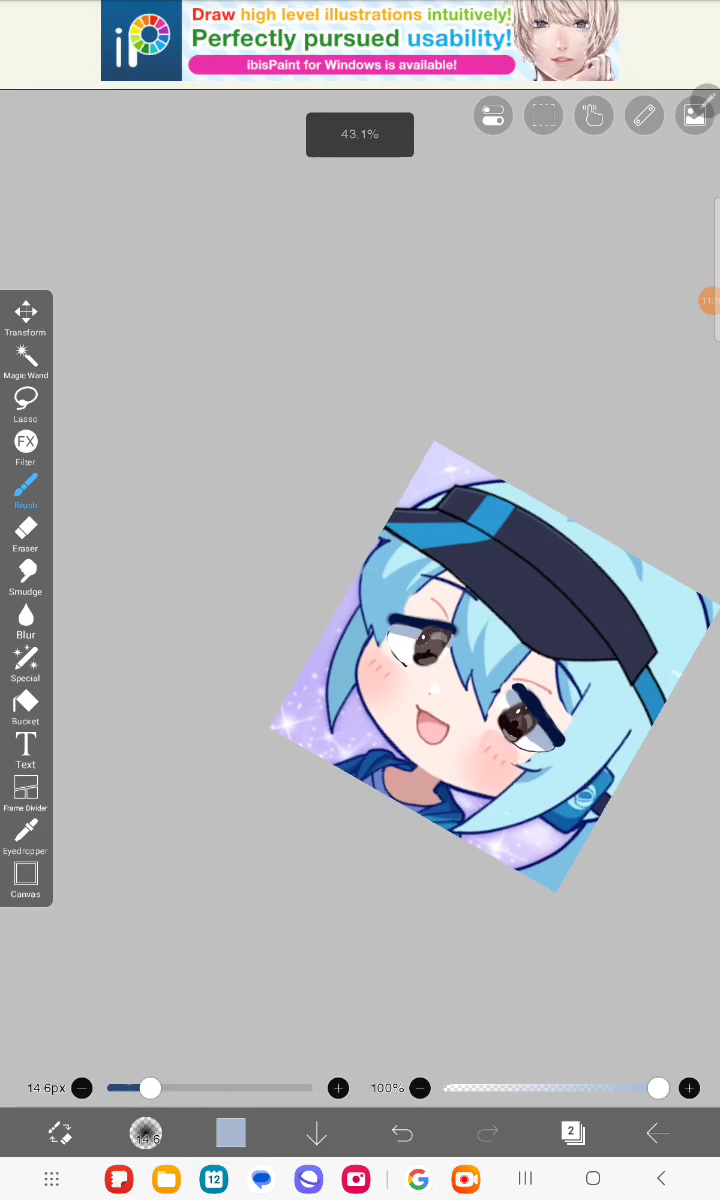 iP
Draw high level illustrations intuitively!
Perfectly pursued usability!
ibisPaint for Windows is available!
43.1%
Transform
Magic Wand
Lasso
FX
Filter
Brush
Eraser
Smudge
Blur
Special
Bucket
T
Text
Frame Divider
Eyedropper
Canvas
14.6px
100%
14.6
2
12
G